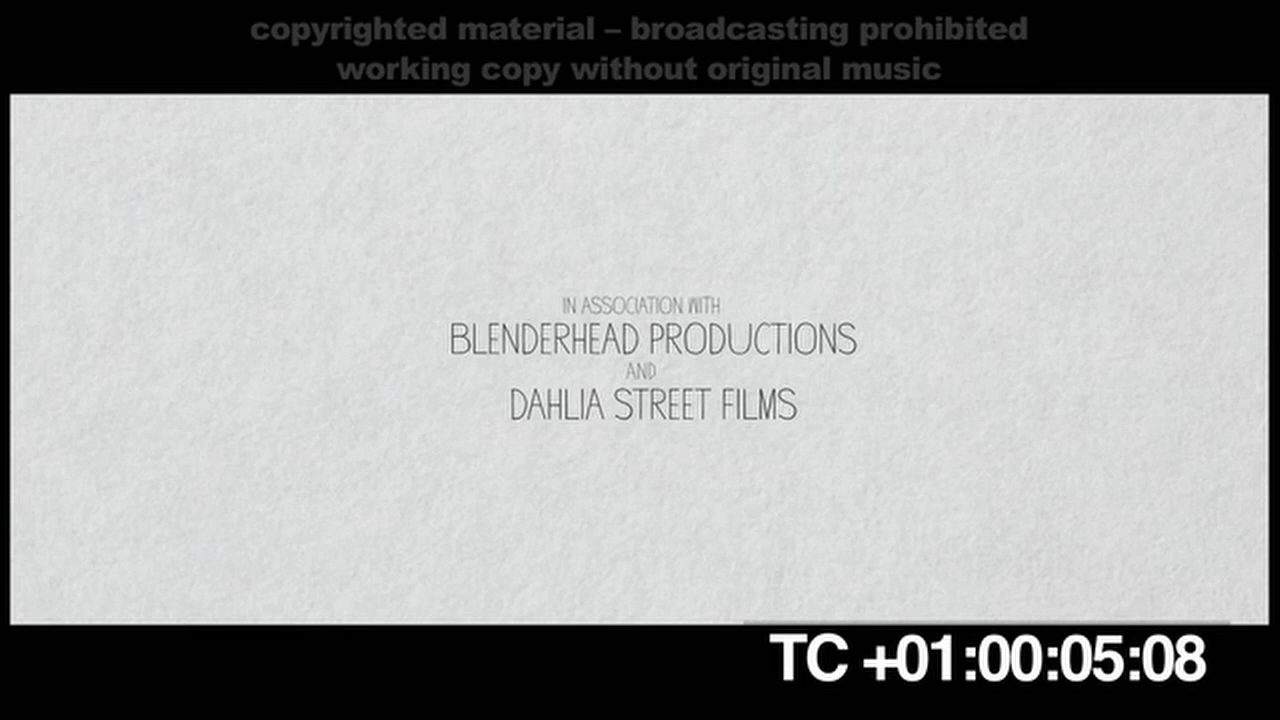 copyrighted material – broadcasting prohibited
working copy without original music
IN ASSOCIATION WITH
BLENDERHEAD PRODUCTIONS
AND
DAHLIA STREET FILMS
TC +01:00:05:08